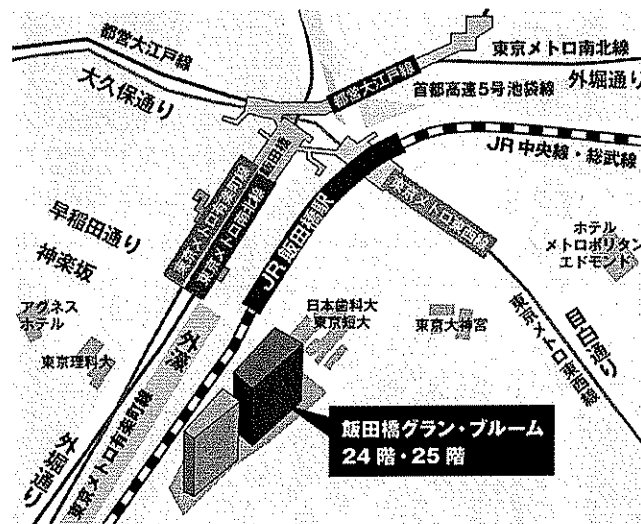 都営大江戸線
大久保通り
都営大江戸線
東京メトロ南北線
外堀通り
首都高速5号池袋線
JR中央線・総武線
飯田橋
東京メトロ有楽町線
東京メトロ南北線
東京メトロ東西線
JR飯田橋駅
早稲田通り
神楽坂
ホテル
メトロポリタン
エドモント
アグネス
ホテル
東京理科大
外濠
日本歯科大
東京短大
東京大神宮
目白通り
東京メトロ東西線
外堀通り
東京メトロ有楽町線
飯田橋グラン・ブルーム
24階・25階